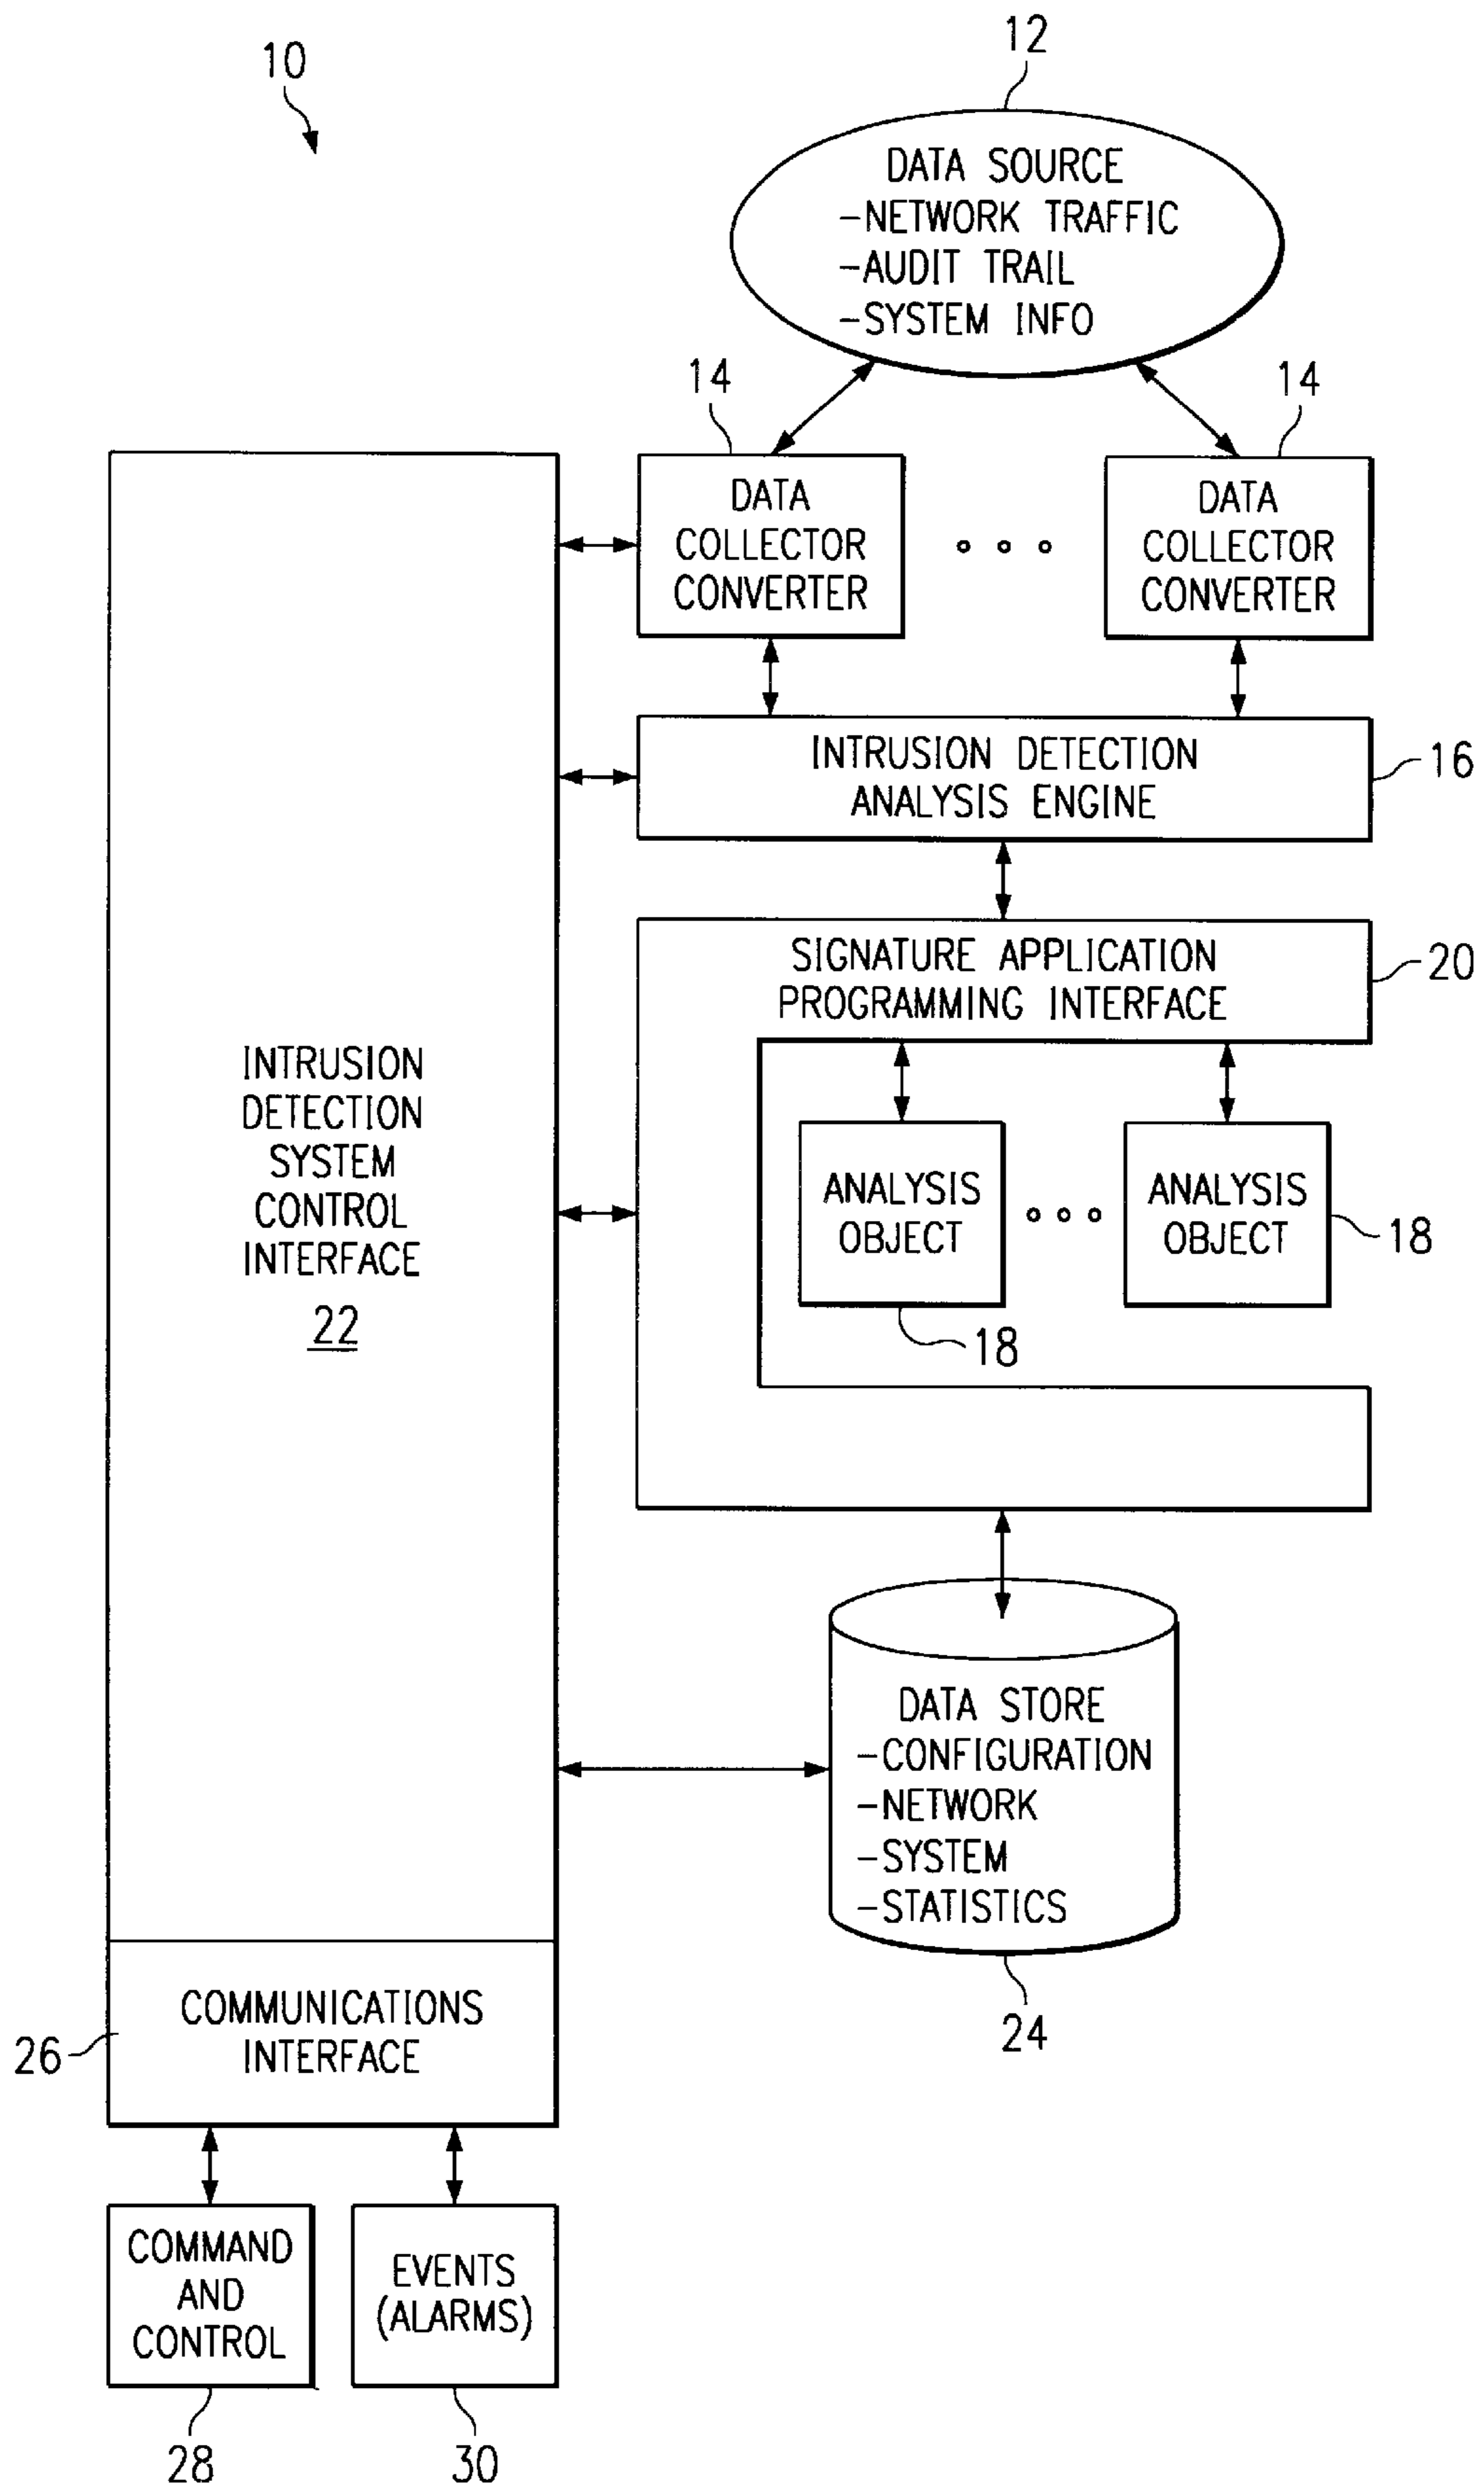 10
12
DATA SOURCE
-NETWORK TRAFFIC
-AUDIT TRAIL
-SYSTEM INFO
14
14
DATA
COLLECTOR
CONVERTER
DATA
COLLECTOR
CONVERTER
INTRUSION DETECTION
ANALYSIS ENGINE
16
SIGNATURE APPLICATION
PROGRAMMING INTERFACE
20
INTRUSION
DETECTION
SYSTEM
CONTROL
INTERFACE
22
ANALYSIS
OBJECT
18
ANALYSIS
OBJECT
18
DATA STORE
-CONFIGURATION
-NETWORK
-SYSTEM
-STATISTICS
24
COMMUNICATIONS
INTERFACE
26
COMMAND
AND
CONTROL
28
EVENTS
(ALARMS)
30